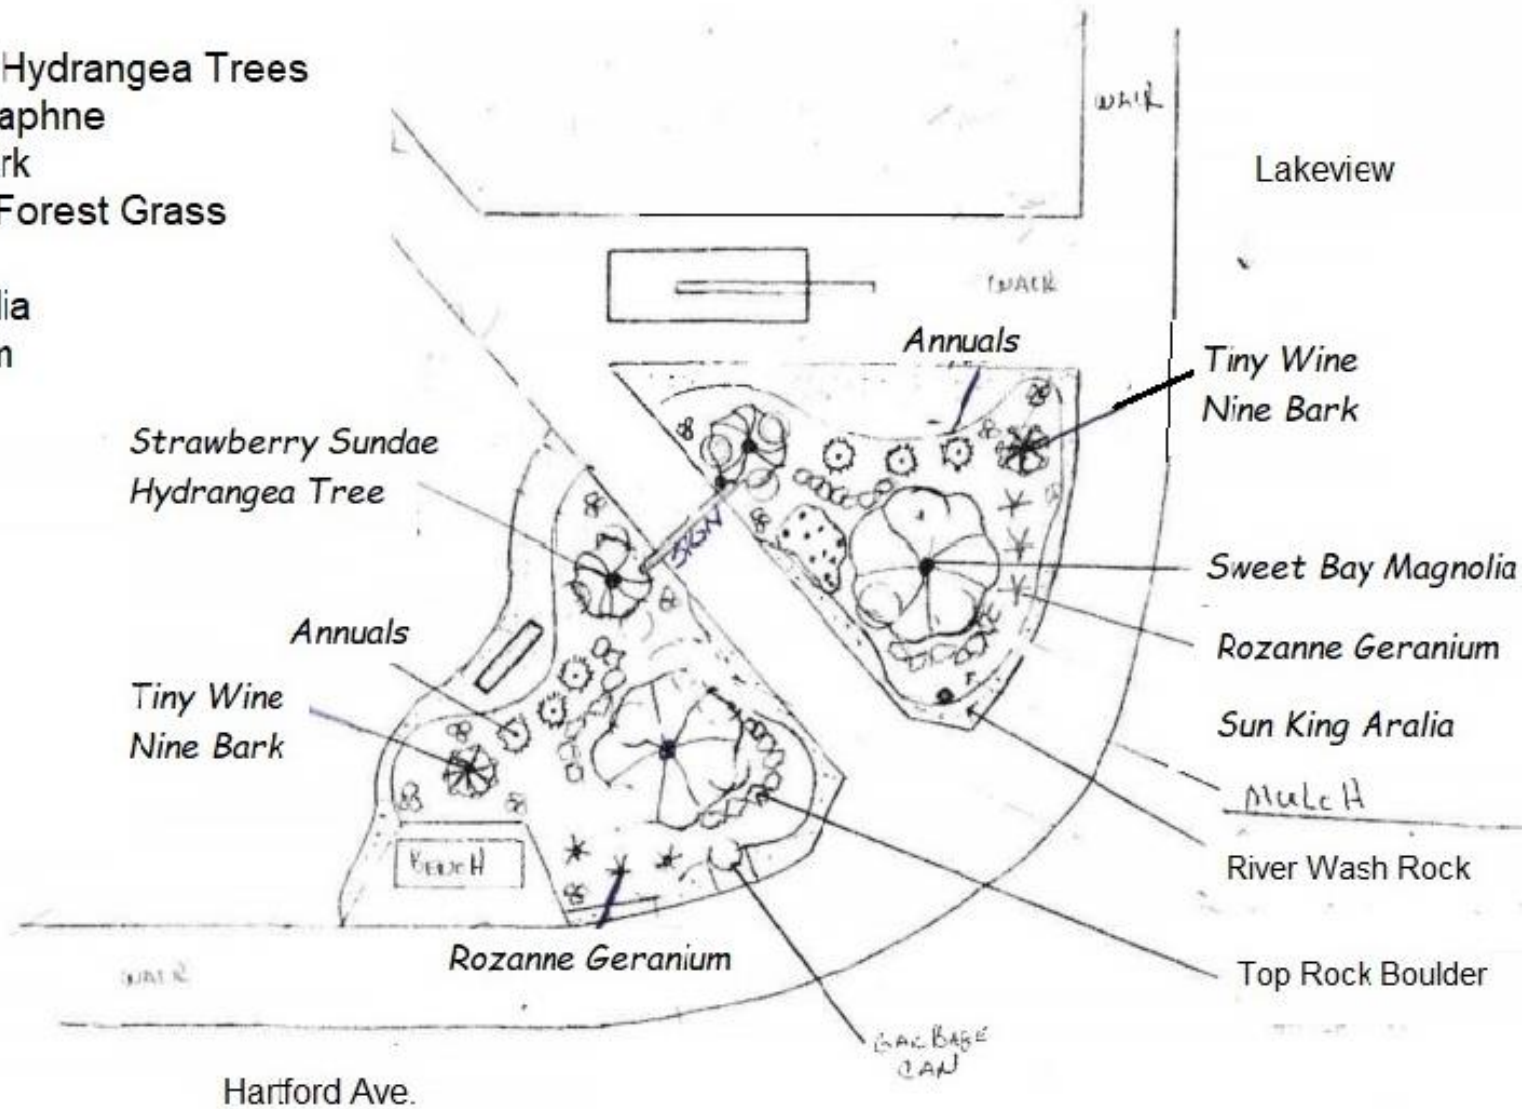 Hydrangea Trees
aphne
rk
Forest Grass
lia
n
WALK
Lakeview
WALK
Annuals
Tiny Wine
Nine Bark
Strawberry Sundae
Hydrangea Tree
SIGN
Sweet Bay Magnolia
Annuals
Rozanne Geranium
Tiny Wine
Nine Bark
Sun King Aralia
MULCH
BENCH
River Wash Rock
Rozanne Geranium
Top Rock Boulder
WALK
GARBAGE
CAN
Hartford Ave.